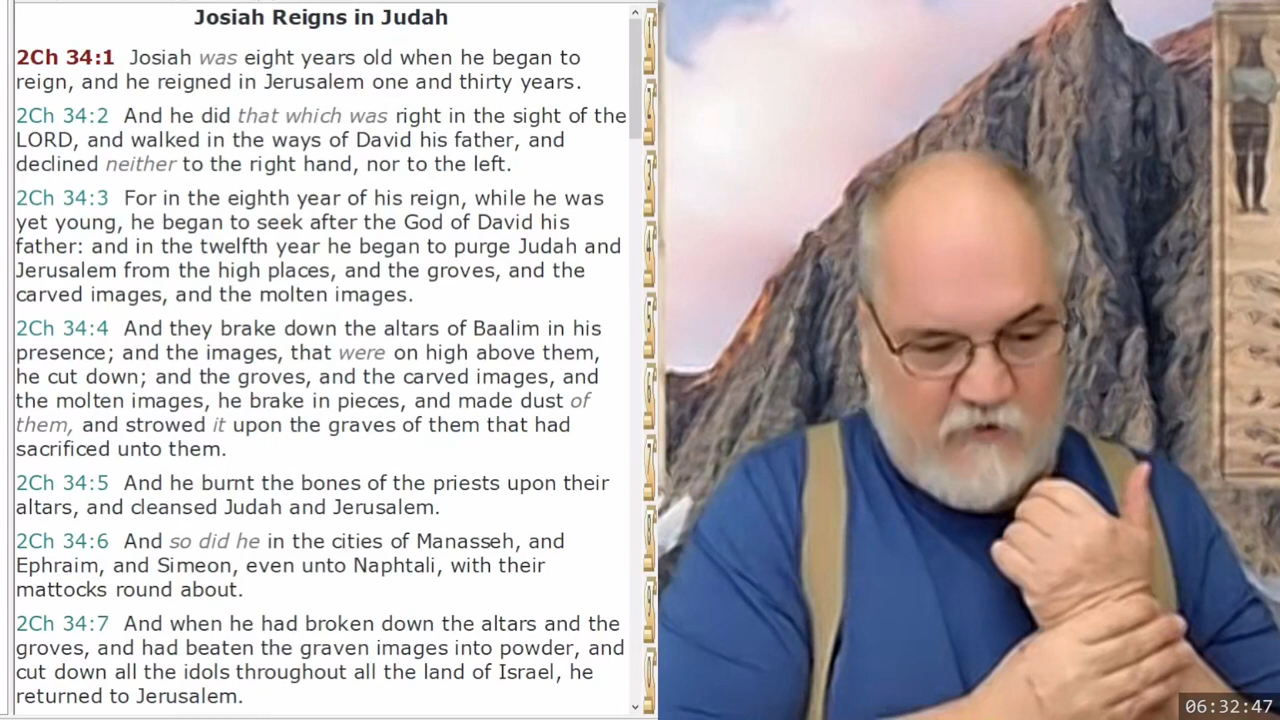 Josiah Reigns in Judah
2Ch 34:1 Josiah was eight years old when he began to
reign, and he reigned in Jerusalem one and thirty years.
2Ch 34:2 And he did that which was right in the sight of the
LORD, and walked in the ways of David his father, and
declined neither to the right hand, nor to the left.
2Ch 34:3 For in the eighth year of his reign, while he was
yet young, he began to seek after the God of David his
father: and in the twelfth year he began to purge Judah and
Jerusalem from the high places, and the groves, and the
carved images, and the molten images.
2Ch 34:4 And they brake down the altars of Baalim in his
presence; and the images, that were on high above them,
he cut down; and the groves, and the carved images, and
the molten images, he brake in pieces, and made dust of
them, and strowed it upon the graves of them that had
sacrificed unto them.
2Ch 34:5 And he burnt the bones of the priests upon their
altars, and cleansed Judah and Jerusalem.
2Ch 34:6 And so did he in the cities of Manasseh, and
Ephraim, and Simeon, even unto Naphtali, with their
mattocks round about.
2Ch 34:7 And when he had broken down the altars and the
groves, and had beaten the graven images into powder, and
cut down all the idols throughout all the land of Israel, he
returned to Jerusalem.
1
2
3
4
5
6
7
8
9
0
06:32:47